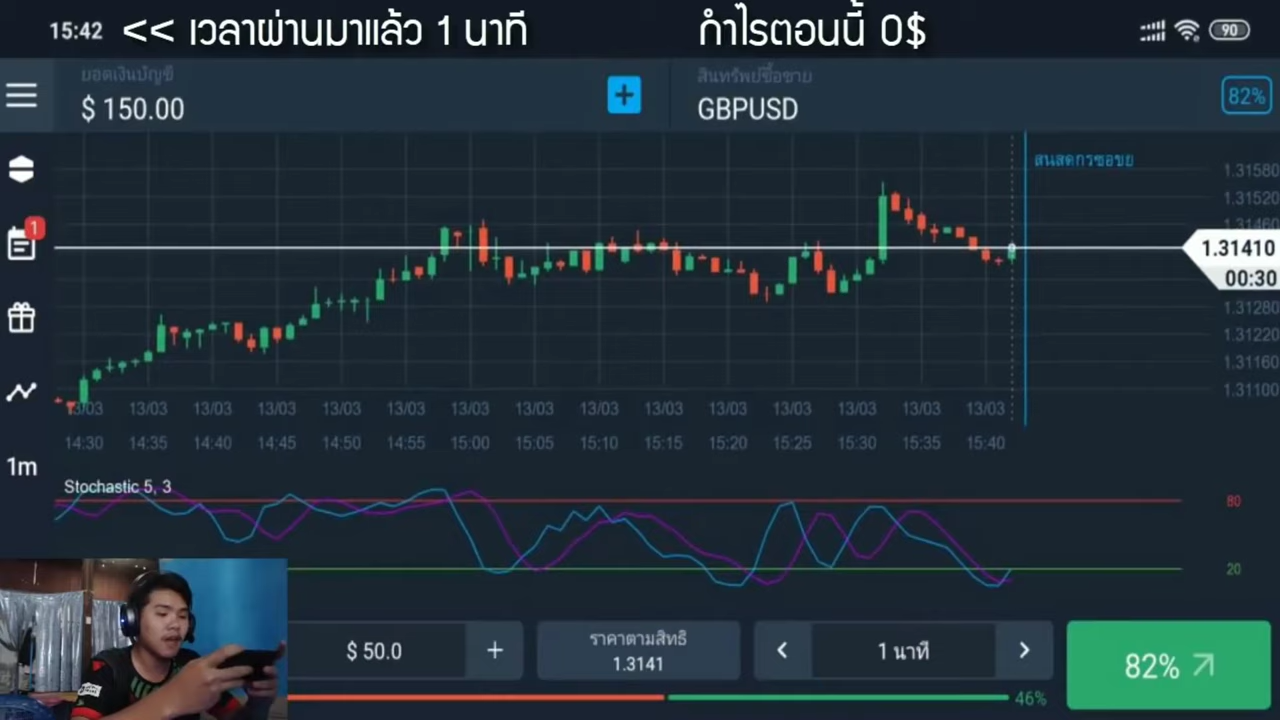 15:42 << เวลาผ่านมาแล้ว 1 นาที กำไรตอนนี้ 0$ 90
ยอดเงินบัญชี สินทรัพย์ซื้อขาย
$ 150.00 + GBPUSD 82%
สนสดกรซอขย
1.31580
1
1.31520
1.31460
1.31410
00:30
1.31280
1.31220
1.31160
1.31100
13/03 13/03 13/03 13/03 13/03 13/03 13/03 13/03 13/03 13/03 13/03 13/03 13/03 13/03 13/03
14:30 14:35 14:40 14:45 14:50 14:55 15:00 15:05 15:10 15:15 15:20 15:25 15:30 15:35 15:40
1m
Stochastic 5, 3
80
20
$ 50.0 + ราคาตามสิทธิ < 1 นาที > 82%
1.3141
46%